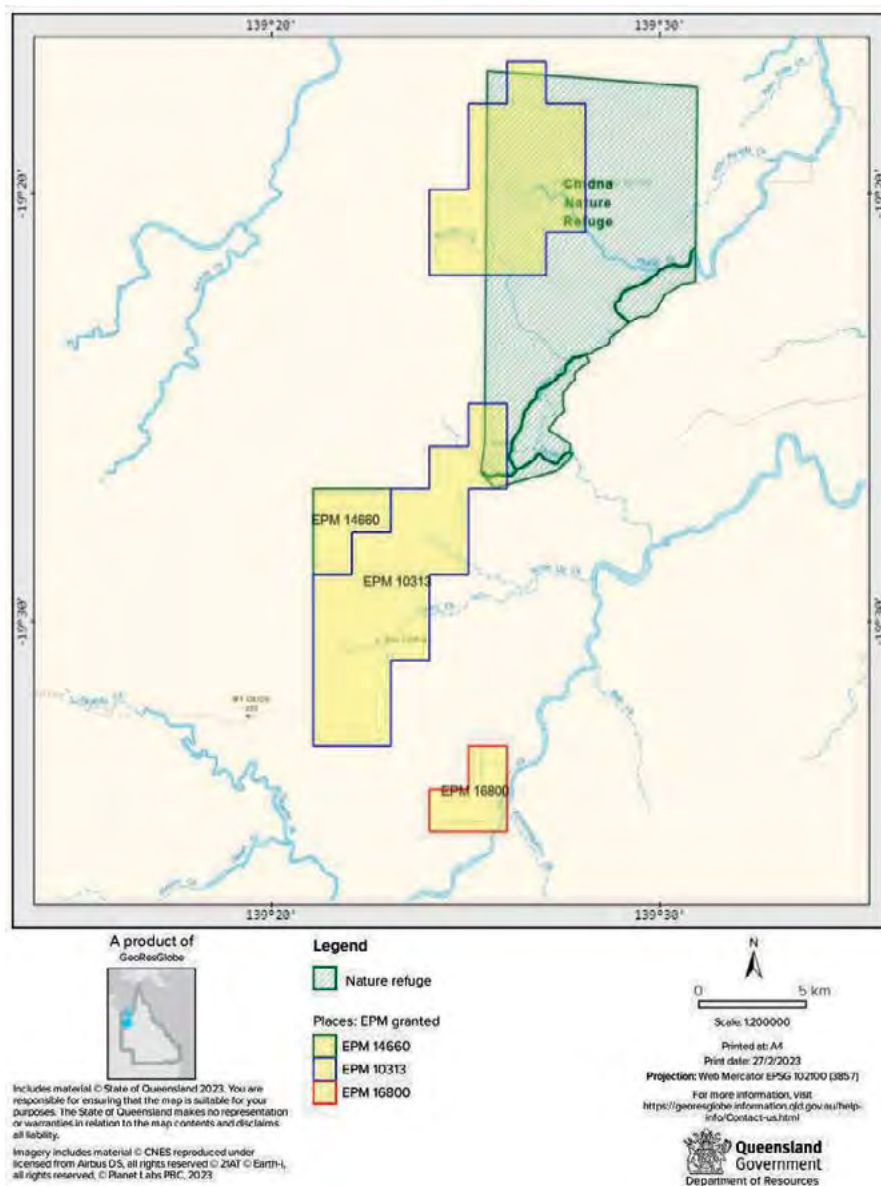 139°20'
139°30'
-19°20'
-19°20'
Chidna
Nature
Refuge
EPM 14660
EPM 10313
-19°30'
-19°30'
EPM 16800
139°20'
139°30'
A product of
GeoResGlobe
Includes material © State of Queensland 2023. You are
responsible for ensuring that the map is suitable for your
purposes. The State of Queensland makes no representation
or warranties in relation to the map contents and disclaims
all liability.
Imagery includes material © CNES reproduced under
licensed from Airbus DS, all rights reserved © 21AT © Earth-i,
all rights reserved, © Planet Labs PBC, 2023
Legend
Nature refuge
Places: EPM granted
EPM 14660
EPM 10313
EPM 16800
N
0 5 km
Scale: 1:200000
Printed at: A4
Print date: 27/2/2023
Projection: Web Mercator EPSG 102100 (3857)
For more information, visit
https://georesglobe.information.qld.gov.au/help-
info/Contact-us.html
Queensland
Government
Department of Resources